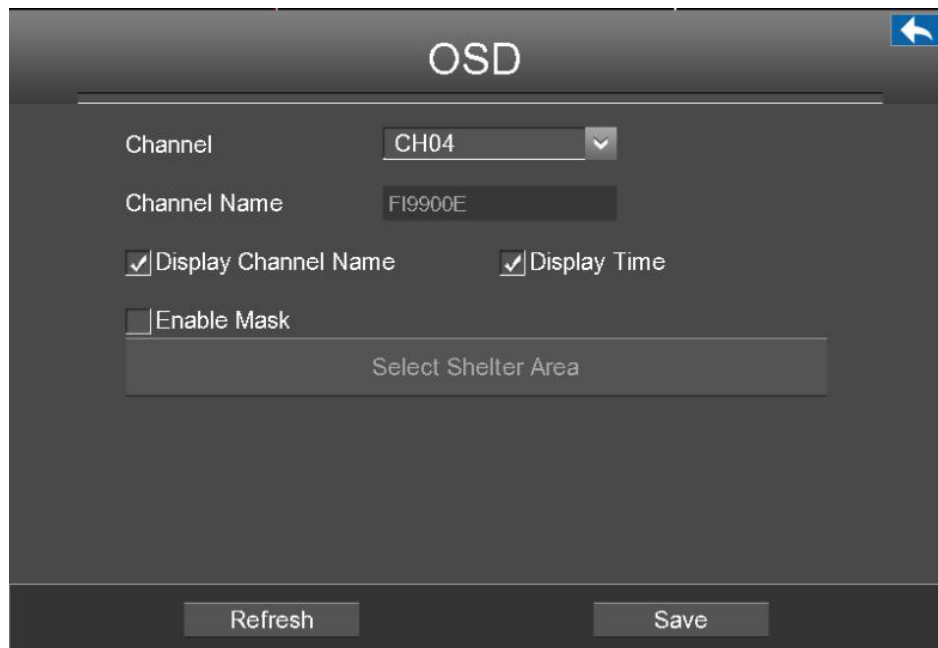 OSD
Channel CH04
Channel Name FI9900E
Display Channel Name Display Time
Enable Mask
Select Shelter Area
Refresh Save